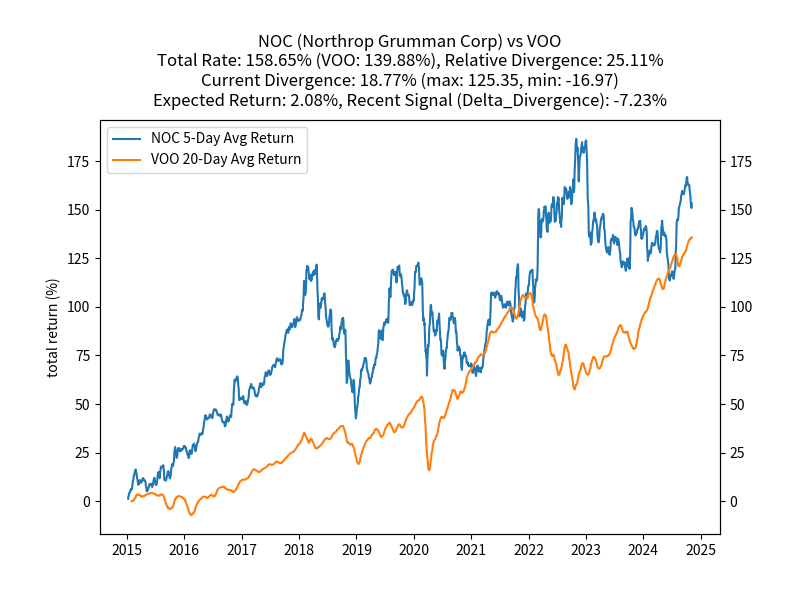 NOC (Northrop Grumman Corp) vs VOO
Total Rate: 158.65% (VOO: 139.88%), Relative Divergence: 25.11%
Current Divergence: 18.77% (max: 125.35, min: -16.97)
Expected Return: 2.08%, Recent Signal (Delta_Divergence): -7.23%
NOC 5-Day Avg Return
VOO 20-Day Avg Return
total return (%)
175
150
125
100
75
50
25
0
175
150
125
100
75
50
25
0
2015 2016 2017 2018 2019 2020 2021 2022 2023 2024 2025